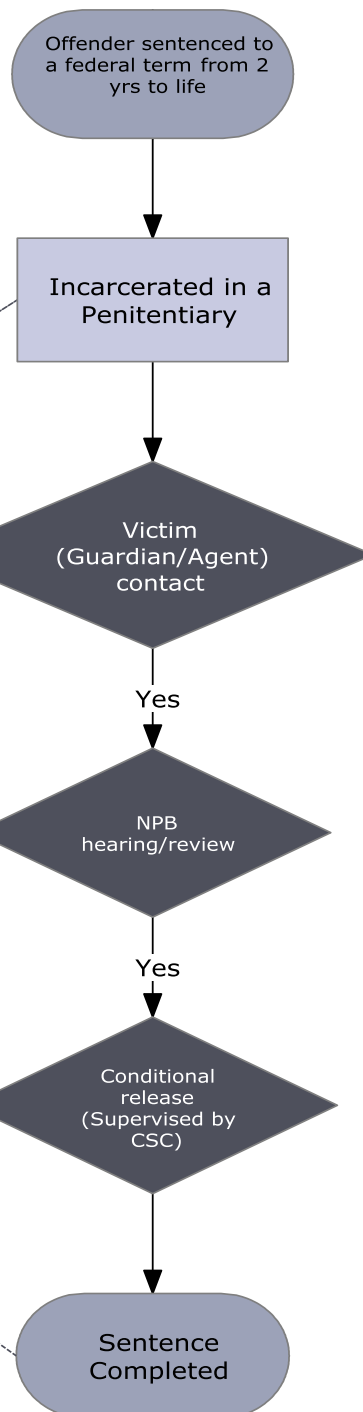 Offender sentenced to
a federal term from 2
yrs to life
Incarcerated in a
Penitentiary
Victim
(Guardian/Agent)
contact
Yes
NPB
hearing/review
Yes
Conditional
release
(Supervised by
CSC)
Sentence
Completed